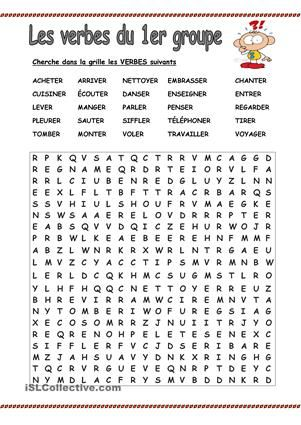 ?!
Les verbes du 1er groupe
Cherche dans la grille les VERBES suivants
ACHETER ARRIVER NETTOYER EMBRASSER CHANTER
CUISINER ÉCOUTER DANSER ENSEIGNER ENTRER
LEVER MANGER PARLER PENSER REGARDER
PLEURER SAUTER SIFFLER TÉLÉPHONER TIRER
TOMBER MONTER VOLER TRAVAILLER VOYAGER
R P K Q V S A T Q C T R R V M C A G G D
R E G N A M E Q R D R T E I O R V L F A
R R L C I U B E N R E D G L U Y Z L N N
E E X L F L T B F T T R A C R B A R Q S
S S V H I U L S H O U F R V M A E G K E
N S W S A A E R E L O V D R R R P T E R
E A B S Q V V D Q I C Z E H U R W O J R
P R B W L K E A E B E E R E H N F M M F
A B Z L W N R K R X W R L N T R G A E U
L M V Z C Y A C C T I P S M V R M N B W
L E R L D C Q K H M C S U G M S T L R O
Y L H F H Q Q C N E T T O Y E R R E U Z
B H R E V I R R A M W C I R E M N V T A
N Y T O M B E R I W O F U R E G S I A G
X E C O S O M R R Z J N U I I T R J Y O
R E Q R R E N O H P E L E T E S E N E X C
S I F F L E R F V C J D S E R I B A R E
M Z J A H S U A V Y D N K X R I N G H G
T Q C R V R G U E V E Q N R P T D E Y C
N Y M D L A C F R Y S M V B D D N K R D
iSLCollective.com